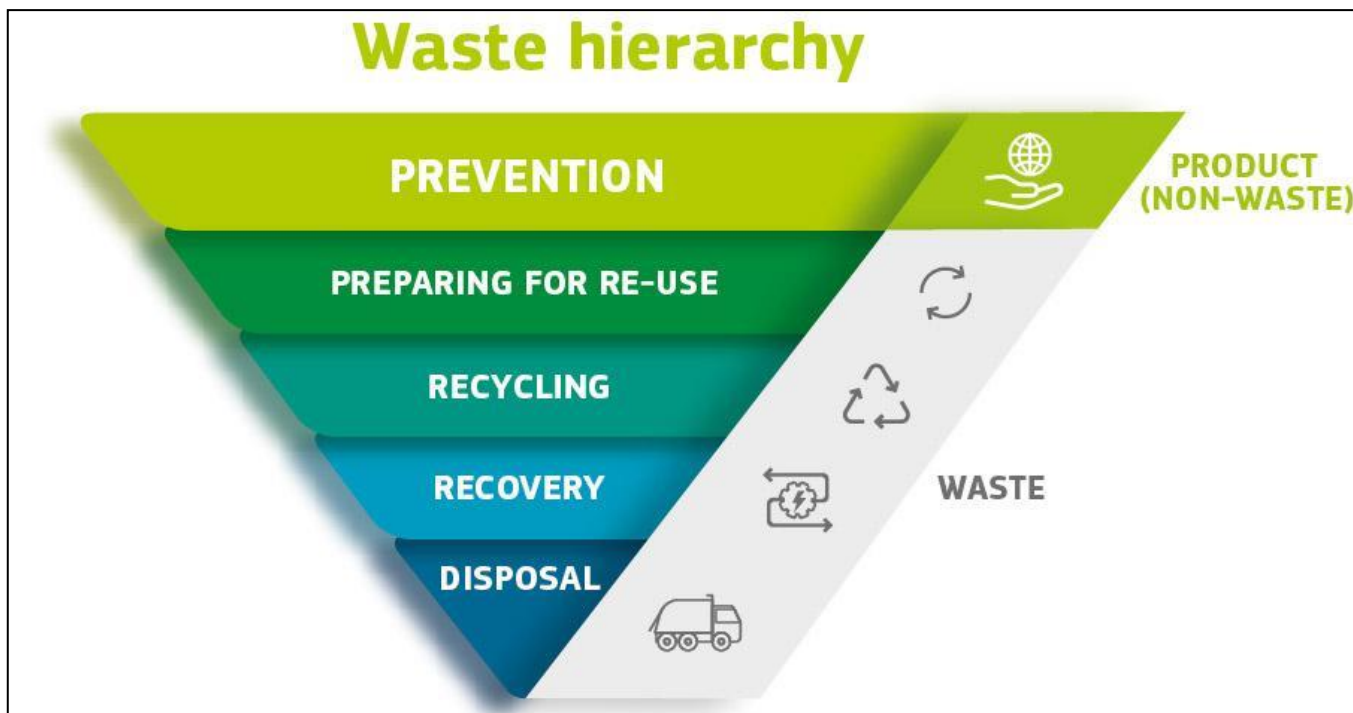 Waste hierarchy
PREVENTION
PRODUCT
(NON-WASTE)
PREPARING FOR RE-USE
RECYCLING
RECOVERY
WASTE
DISPOSAL